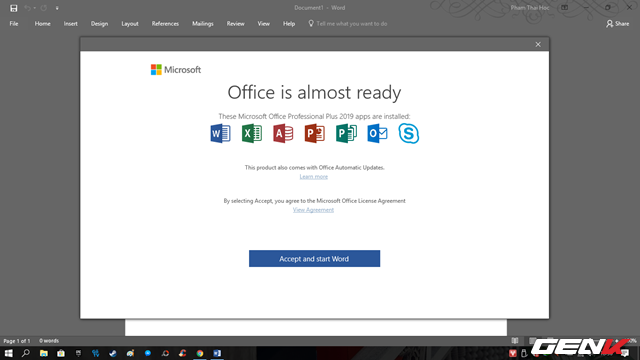 Document7 - Word
Pham Thai Hoc
File Home Insert Design Layout References Mailings Review View Help Tell me what you want to do Share
Microsoft
Office is almost ready
These Microsoft Office Professional Plus 2019 apps are installed:
This product also comes with Office Automatic Updates.
Learn more
By selecting Accept, you agree to the Microsoft Office License Agreement
View Agreement
Accept and start Word
Page 1 of 1 0 words
GENK